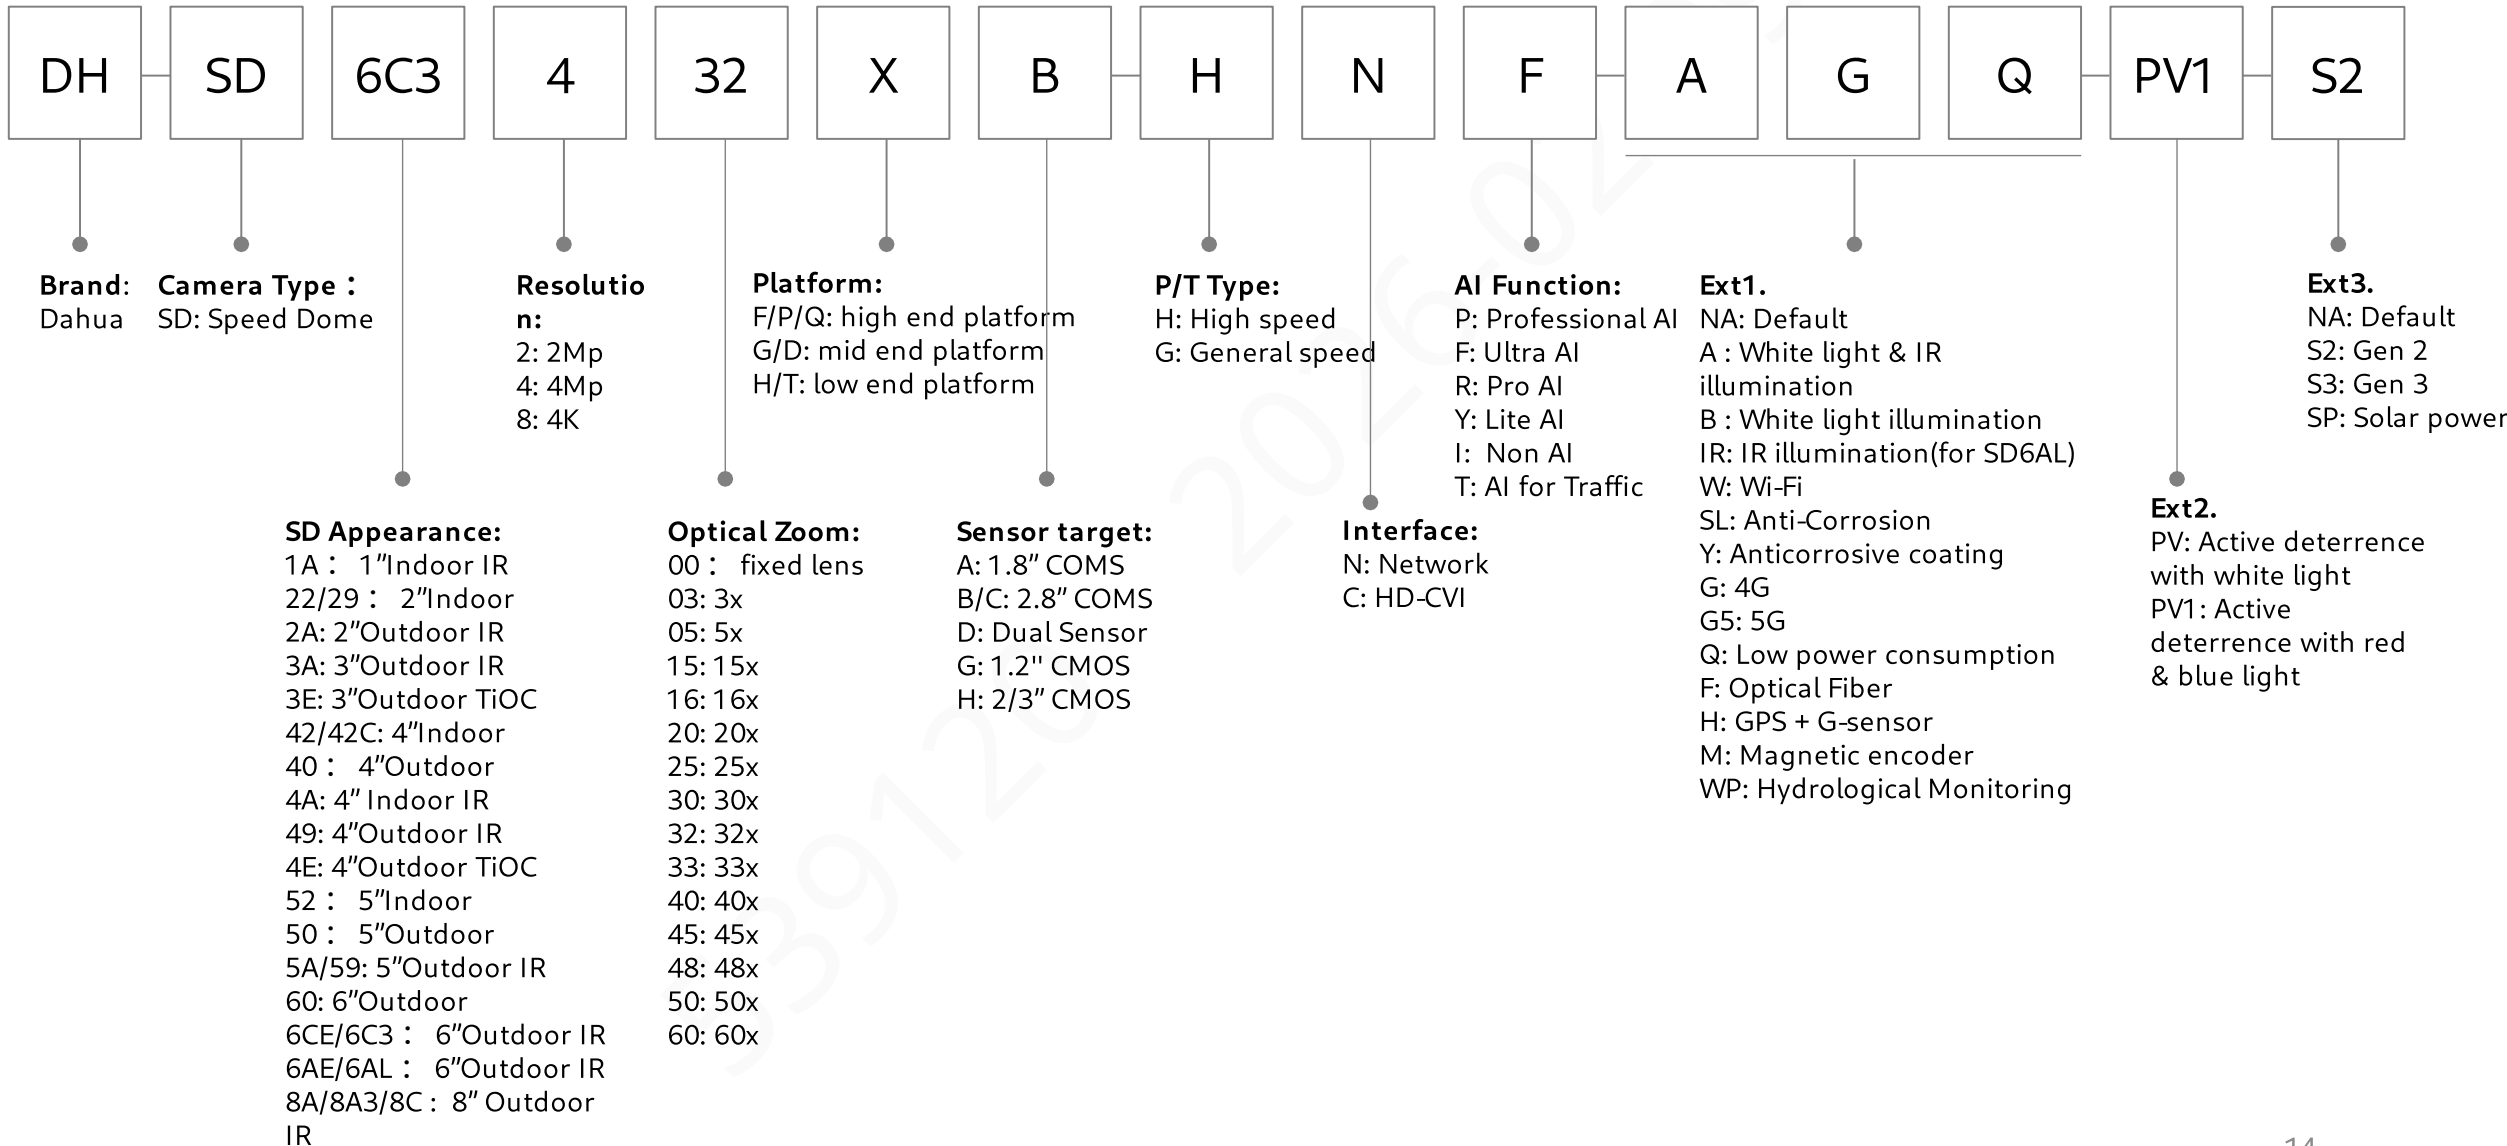 DH SD 6C3 4 32 X B H N F A G Q PV1 S2
Brand:
Dahua
Camera Type：
SD: Speed Dome
Resolutio
n:
2: 2Mp
4: 4Mp
8: 4K
Platform:
F/P/Q: high end platform
G/D: mid end platform
H/T: low end platform
P/T Type:
H: High speed
G: General speed
AI Function:
P: Professional AI
F: Ultra AI
R: Pro AI
Y: Lite AI
I: Non AI
T: AI for Traffic
Ext1.
NA: Default
A : White light & IR
illumination
B : White light illumination
IR: IR illumination(for SD6AL)
W: Wi-Fi
SL: Anti-Corrosion
Y: Anticorrosive coating
G: 4G
G5: 5G
Q: Low power consumption
F: Optical Fiber
H: GPS + G-sensor
M: Magnetic encoder
WP: Hydrological Monitoring
Ext3.
NA: Default
S2: Gen 2
S3: Gen 3
SP: Solar power
SD Appearance:
1A： 1”Indoor IR
22/29： 2”Indoor
2A: 2”Outdoor IR
3A: 3”Outdoor IR
3E: 3”Outdoor TiOC
42/42C: 4”Indoor
40： 4”Outdoor
4A: 4” Indoor IR
49: 4”Outdoor IR
4E: 4”Outdoor TiOC
52： 5”Indoor
50： 5”Outdoor
5A/59: 5”Outdoor IR
60: 6”Outdoor
6CE/6C3： 6”Outdoor IR
6AE/6AL： 6”Outdoor IR
8A/8A3/8C : 8” Outdoor
IR
Optical Zoom:
00： fixed lens
03: 3x
05: 5x
15: 15x
16: 16x
20: 20x
25: 25x
30: 30x
32: 32x
33: 33x
40: 40x
45: 45x
48: 48x
50: 50x
60: 60x
Sensor target:
A: 1.8” COMS
B/C: 2.8” COMS
D: Dual Sensor
G: 1.2'' CMOS
H: 2/3” CMOS
Interface:
N: Network
C: HD-CVI
Ext2.
PV: Active deterrence
with white light
PV1: Active
deterrence with red
& blue light
14